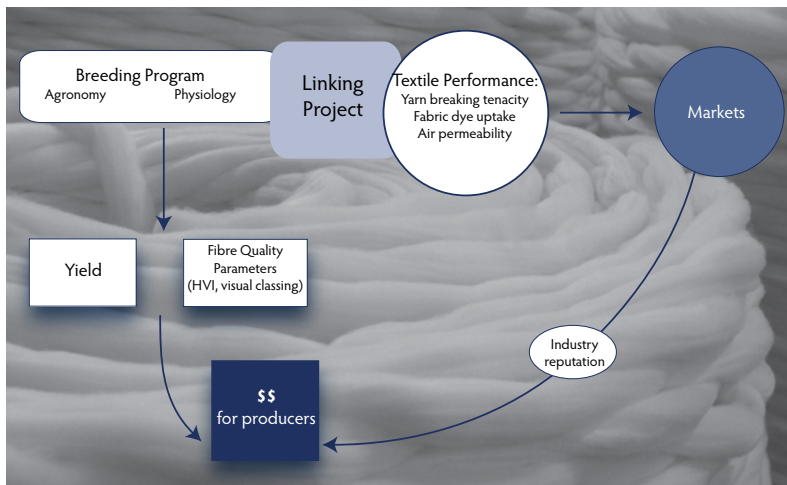 Breeding Program
Agronomy Physiology
Linking
Project
Textile Performance:
Yarn breaking tenacity
Fabric dye uptake
Air permeability
Markets
Yield
Fibre Quality
Parameters
(HVI, visual classing)
Industry
reputation
$$
for producers